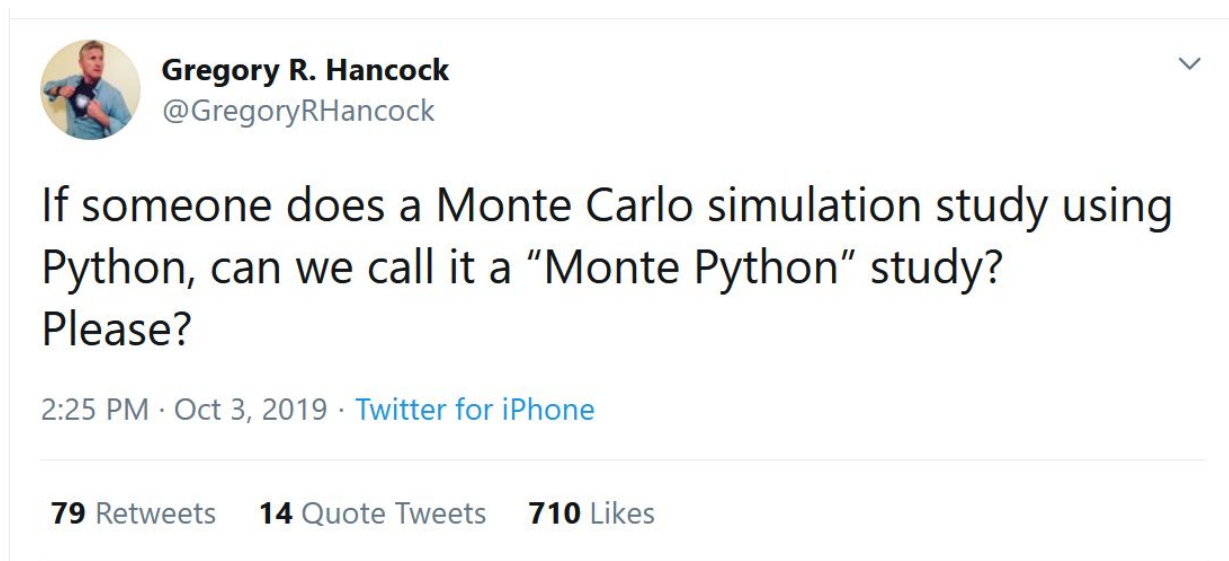 Gregory R. Hancock
@GregoryRHancock
If someone does a Monte Carlo simulation study using
Python, can we call it a “Monte Python” study?
Please?
2:25 PM · Oct 3, 2019 · Twitter for iPhone
79 Retweets 14 Quote Tweets 710 Likes